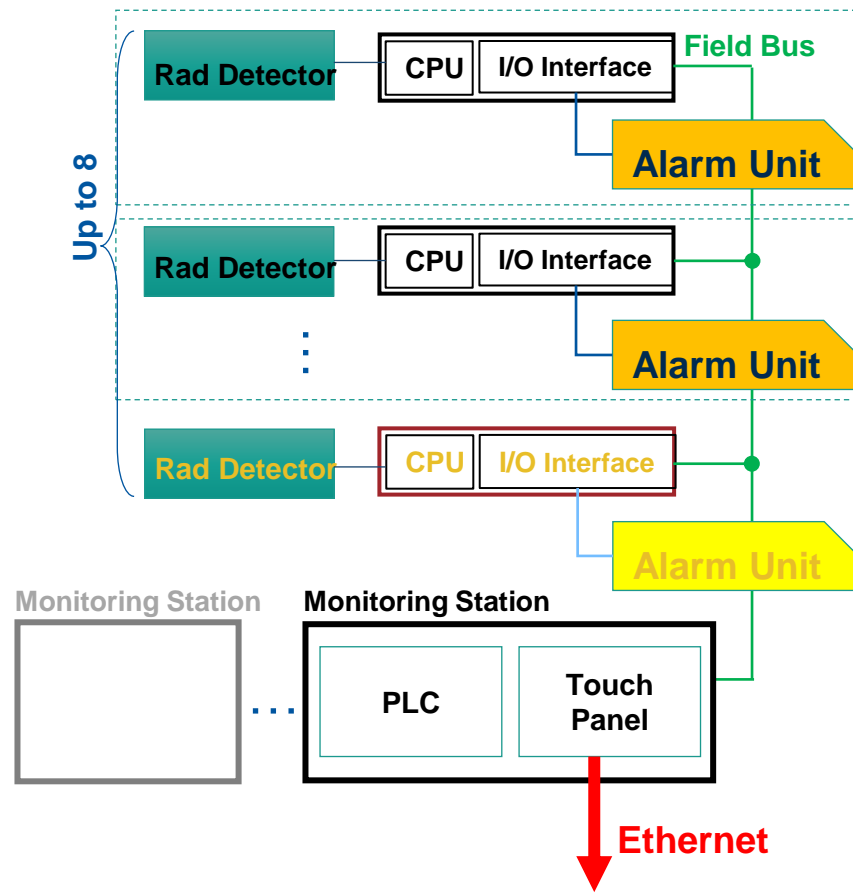 Field Bus
Rad Detector
CPU
I/O Interface
Alarm Unit
Up to 8
Rad Detector
CPU
I/O Interface
Alarm Unit
Rad Detector
CPU
I/O Interface
Alarm Unit
Monitoring Station
Monitoring Station
PLC
Touch
Panel
Ethernet